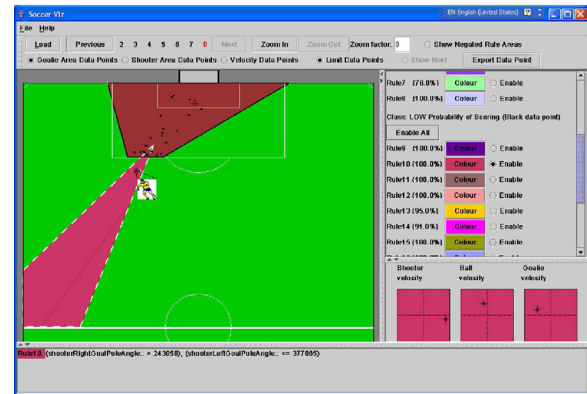 Soccer Viz
EN English (United States)
File Help
Load Previous 2 3 4 5 6 7 8 Next Zoom In Zoom Out Zoom factor: 0 Show Negated Rule Areas
Goalie Area Data Points Shooter Area Data Points Velocity Data Points Limit Data Points Show Next Export Data Point
Rule7 (76.0%) Colour Enable
Rule8 (100.0%) Colour Enable
Class: LOW Probability of Scoring (Black data point)
Enable All
Rule9 (100.0%) Colour Enable
Rule10 (100.0%) Colour Enable
Rule11 (100.0%) Colour Enable
Rule12 (100.0%) Colour Enable
Rule13 (95.0%) Colour Enable
Rule14 (91.0%) Colour Enable
Rule15 (100.0%) Colour Enable
Shooter velocity
Ball velocity
Goalie velocity
Rule10: (shooterRightGoalPoleAngle:: > 243058), (shooterLeftGoalPoleAngle:: <= 377065)